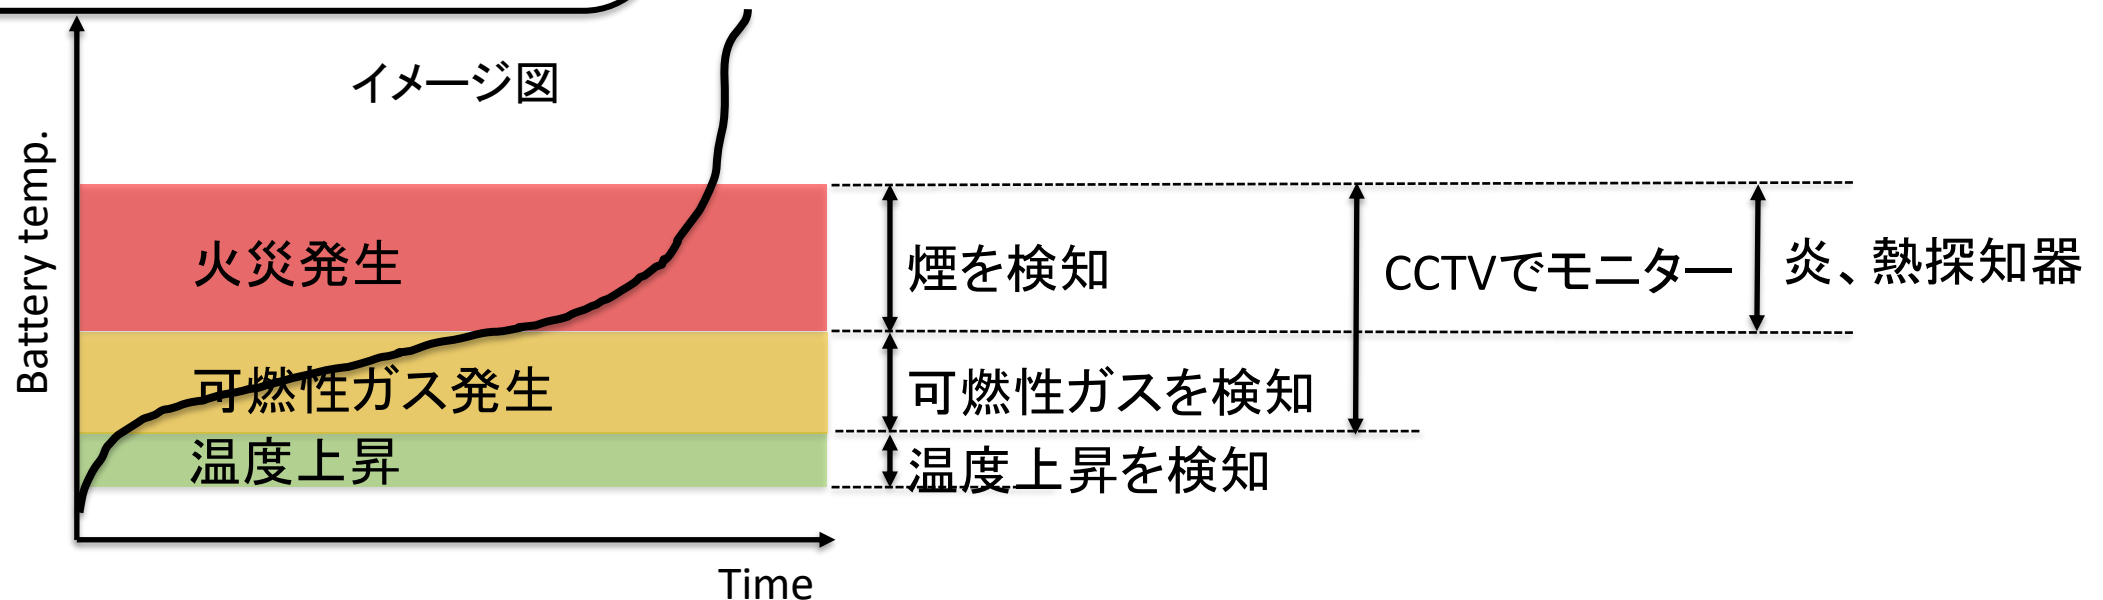 イメージ図
Battery temp.
火災発生
可燃性ガス発生
温度上昇
Time
煙を検知
可燃性ガスを検知
温度上昇を検知
CCTVでモニター
炎、熱探知器